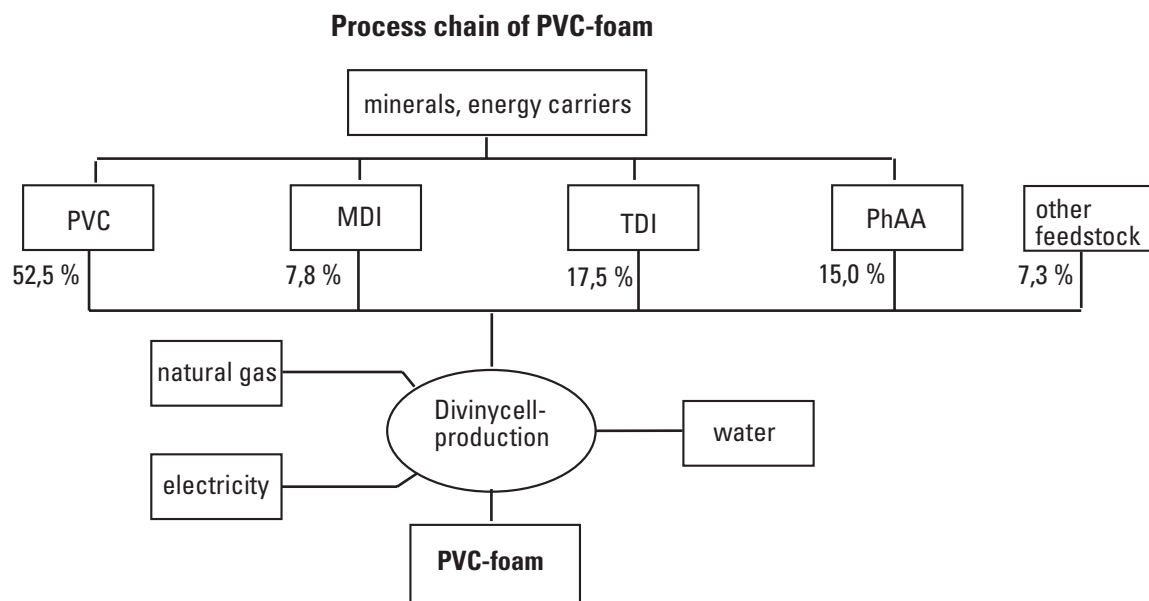 Process chain of PVC-foam
minerals, energy carriers
PVC
MDI
TDI
PhAA
other
feedstock
52,5 %
7,8 %
17,5 %
15,0 %
7,3 %
natural gas
Divinycell-
production
water
electricity
PVC-foam